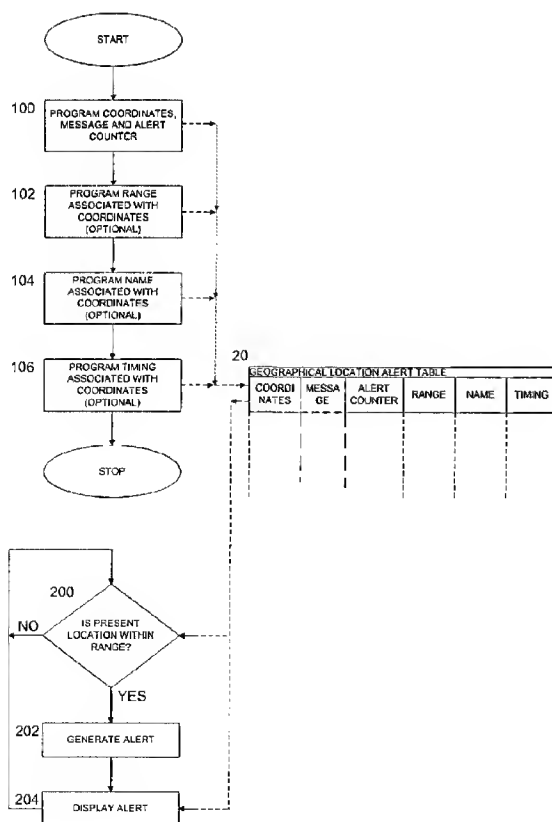 START
100
PROGRAM COORDINATES,
MESSAGE AND ALERT
COUNTER
102
PROGRAM RANGE
ASSOCIATED WITH
COORDINATES
(OPTIONAL)
104
PROGRAM NAME
ASSOCIATED WITH
COORDINATES
(OPTIONAL)
106
PROGRAM TIMING
ASSOCIATED WITH
COORDINATES
(OPTIONAL)
STOP
20
GEOGRAPHICAL LOCATION ALERT TABLE
COORDI
NATES
MESSA
GE
ALERT
COUNTER
RANGE
NAME
TIMING
200
IS PRESENT
LOCATION WITHIN
RANGE?
NO
YES
202
GENERATE ALERT
204
DISPLAY ALERT